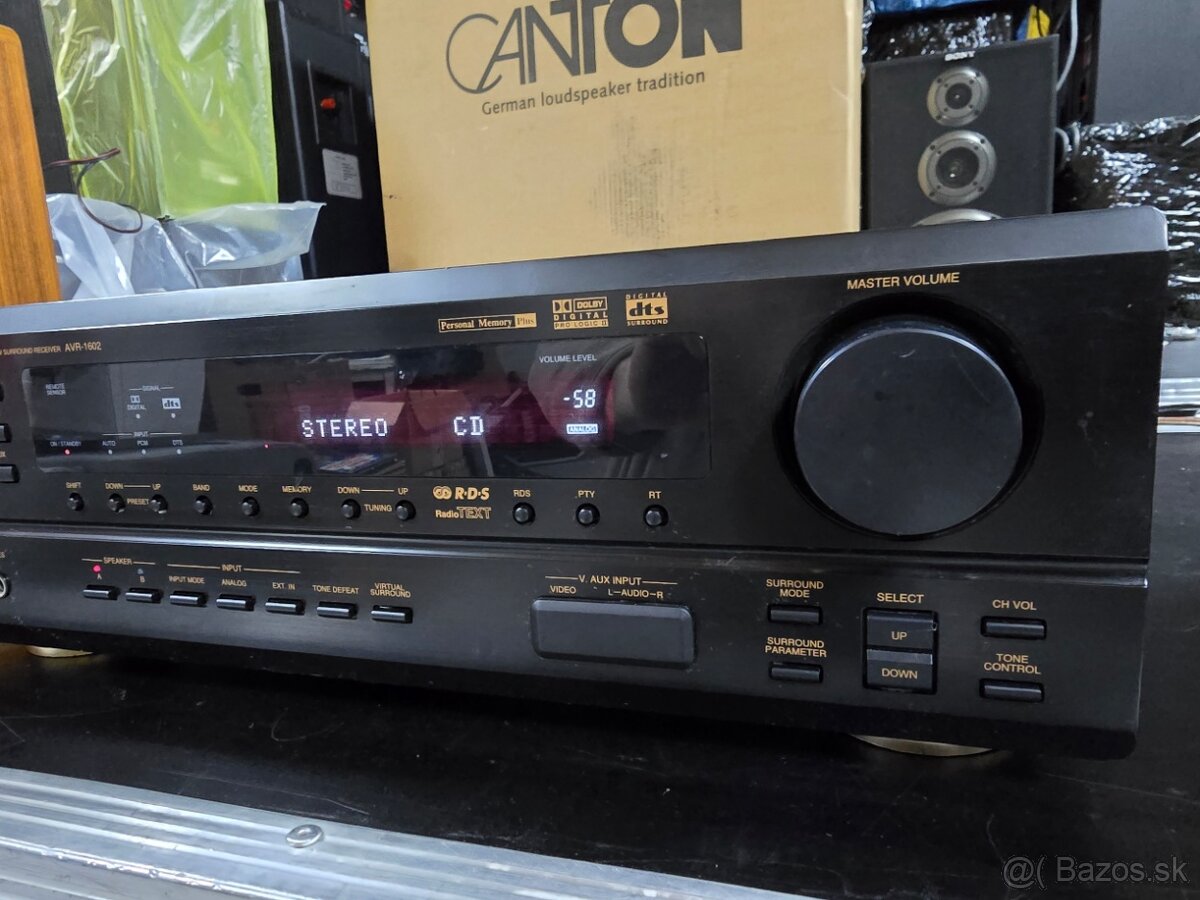 CANTON
German loudspeaker tradition
SONY
MASTER VOLUME
Personal Memory Plus
DOLBY
DIGITAL
PRO LOGIC II
DIGITAL
dts
SURROUND
SURROUND RECEIVER AVR-1602
VOLUME LEVEL
REMOTE
SENSOR
SIGNAL
DIGITAL
dts
-58
STEREO CD
ANALOG
INPUT
ON / STANDBY AUTO PCM DTS
SHIFT DOWN UP BAND MODE MEMORY DOWN UP
PRESET TUNING
R·D·S
RadioTEXT
RDS PTY RT
SPEAKER
A B
INPUT
INPUT MODE ANALOG EXT. IN
TONE DEFEAT
VIRTUAL
SURROUND
V. AUX INPUT
VIDEO L–AUDIO–R
SURROUND
MODE
SURROUND
PARAMETER
SELECT
UP
DOWN
CH VOL
TONE
CONTROL
@( Bazos.sk